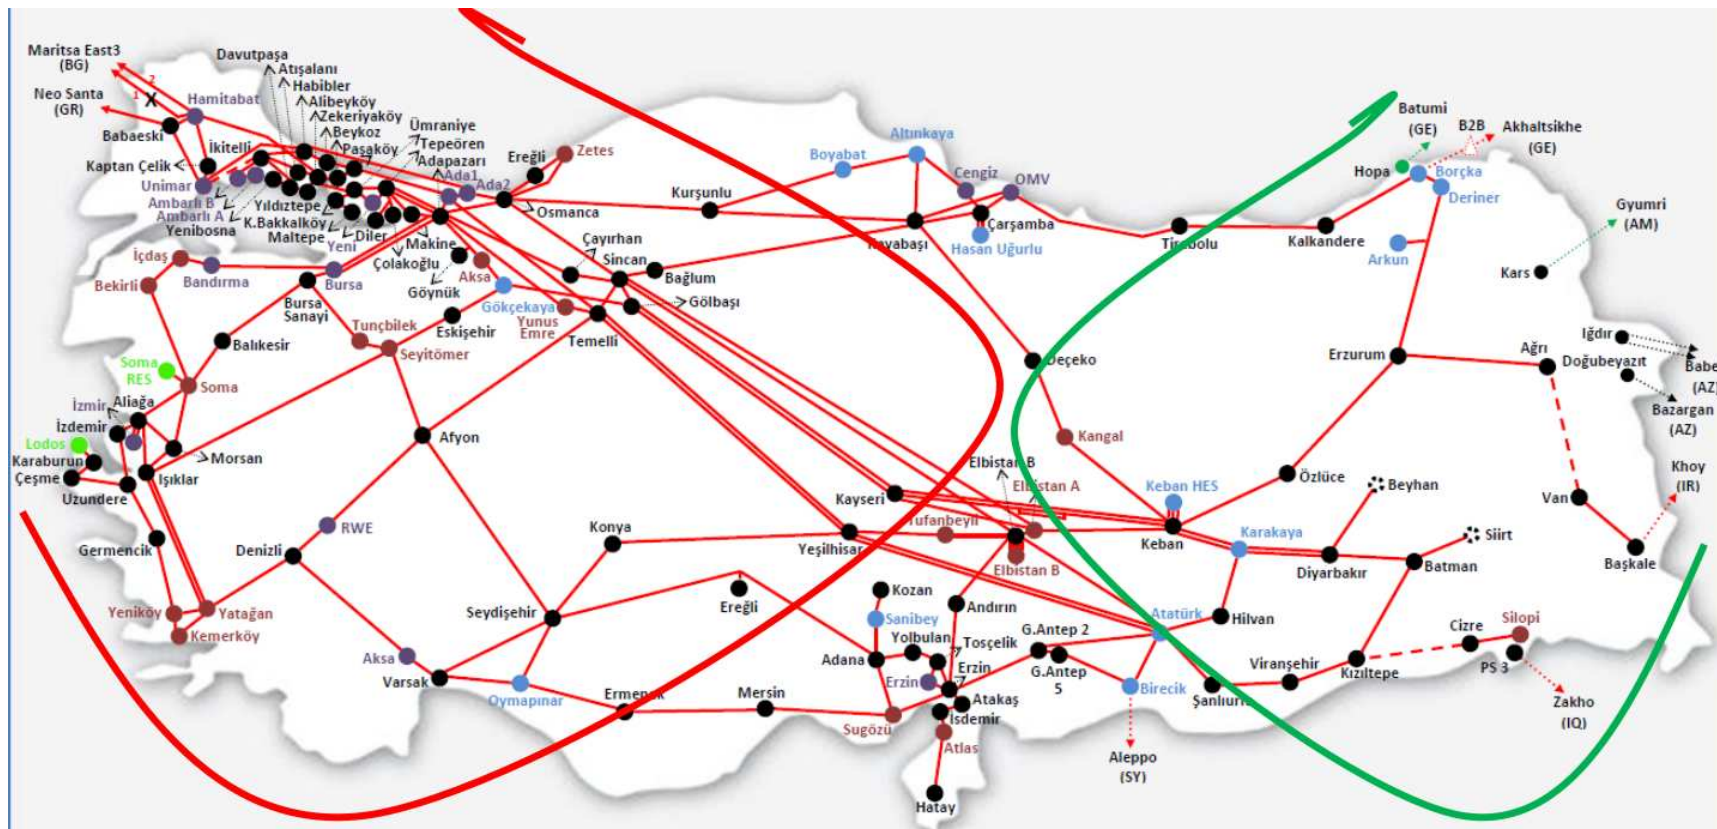 Maritsa East3
(BG)
Neo Santa
(GR)
2
1
X
Hamitabat
Babaeski
Kaptan Çelik
İkitelli
Unimar
Ambarlı B
Ambarlı A
Yenibosna
Davutpaşa
Atışalanı
Habibler
Alibeyköy
Zekeriyaköy
Beykoz
Paşaköy
Ümraniye
Tepeören
Adapazarı
Ada1
Ada2
Ereğli
Zetes
Osmanca
Yıldıztepe
K.Bakkalköy
Maltepe
Yeni
Diler
Çolakoğlu
Makine
Göynük
Aksa
Gökçekaya
Eskişehir
Yunus
Emre
Temelli
Çayırhan
Sincan
Bağlum
Gölbaşı
Kurşunlu
Boyabat
Altınkaya
Cengiz
OMV
Çarşamba
Hasan Uğurlu
Kayabaşı
Tirebolu
Kalkandere
Batumi
(GE)
B2B
Akhaltsikhe
(GE)
Hopa
Borçka
Deriner
Arkun
Gyumri
(AM)
Kars
Iğdır
Doğubeyazıt
Bazargan
(AZ)
(AZ)
Ağrı
Erzurum
İçdaş
Bekirli
Bandırma
Bursa
Bursa
Sanayi
Tunçbilek
Seyitömer
Balıkesir
Soma
RES
Soma
İzmir
Aliağa
İzdemir
Lodos
Karaburun
Çeşme
Uzundere
Işıklar
Morsan
Afyon
Germencik
Denizli
RWE
Yeniköy
Yatağan
Kemerköy
Aksa
Varsak
Oymapınar
Seydişehir
Konya
Ereğli
Ermenek
Mersin
Kayseri
Yeşilhisar
Tufanbeyli
Elbistan B
Elbistan A
Elbistan B
Deçeko
Kangal
Keban HES
Keban
Karakaya
Özlüce
Beyhan
Diyarbakır
Batman
Siirt
Van
Başkale
Khoy
(IR)
Kozan
Sanibey
Adana
Yolbulan
Toşçelik
Erzin
Erzin
Sugözü
Atakaş
İsdemir
Atlas
Hatay
Andırın
G.Antep 2
G.Antep
5
Atatürk
Hilvan
Birecik
Aleppo
(SY)
Viranşehir
Kızıltepe
Cizre
Silopi
PS 3
Zakho
(IQ)